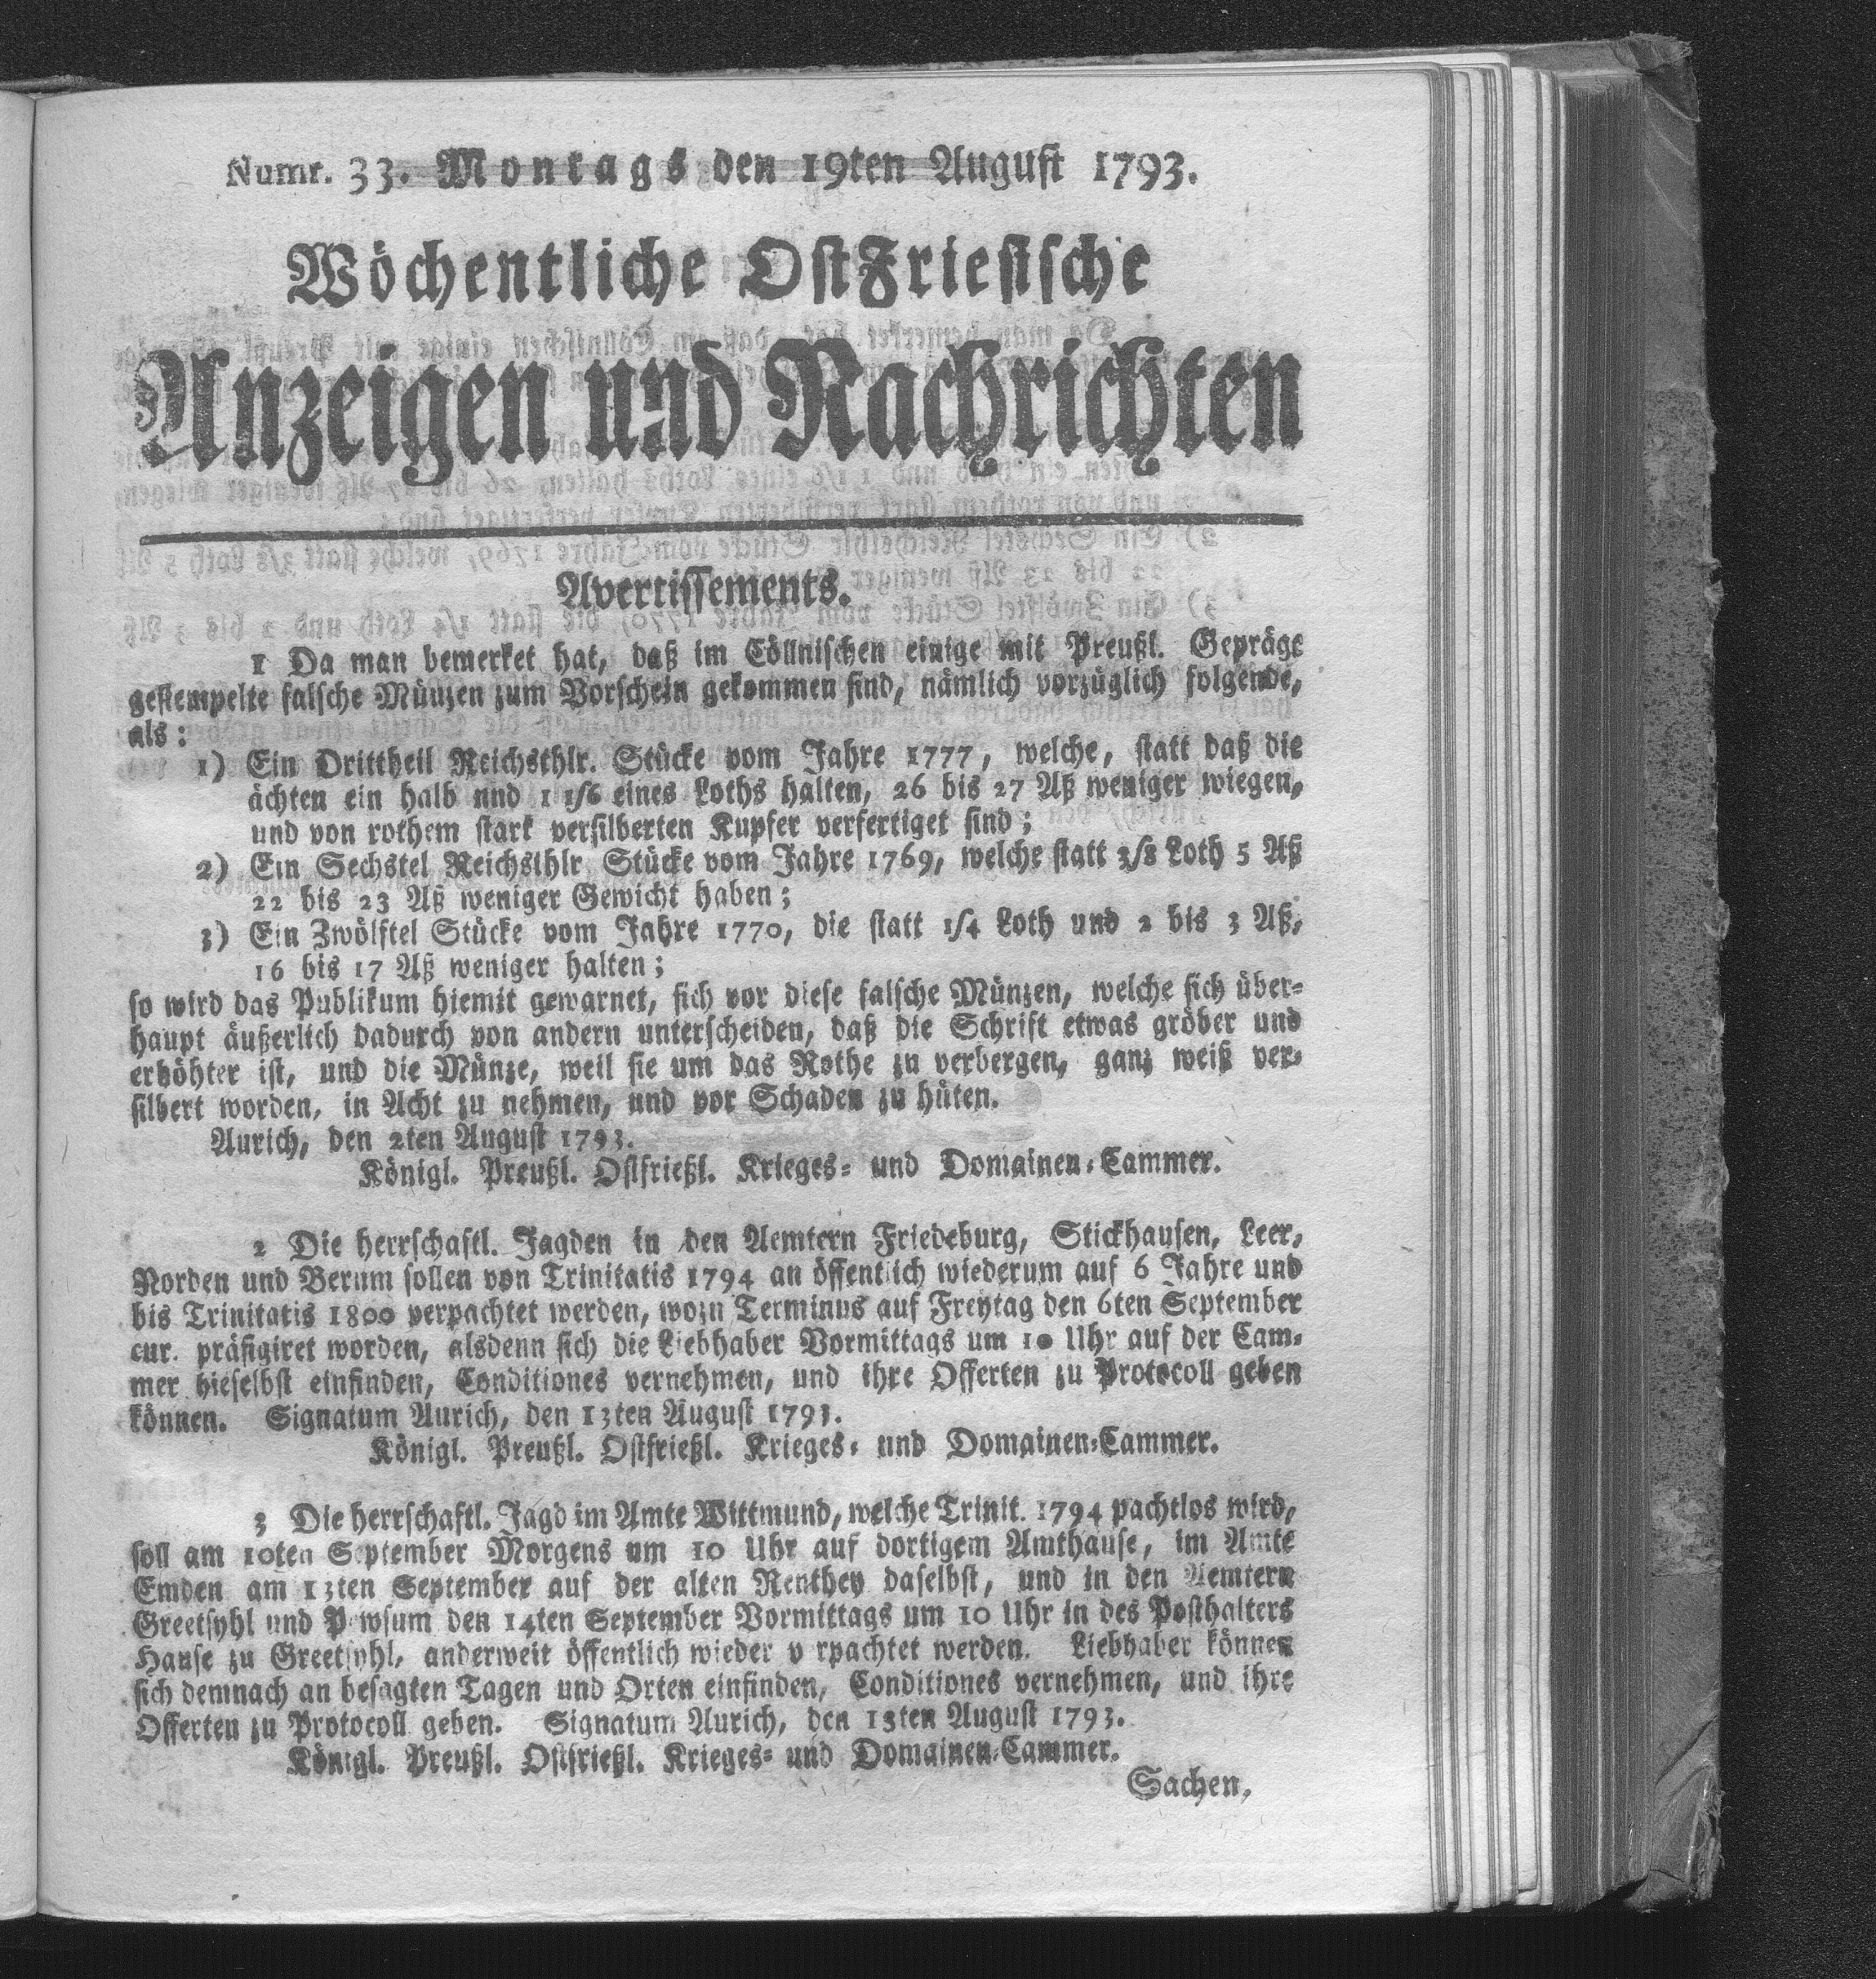 Numr. 33. Montags den 19ten August 1793.
Wöchentliche OstFriesische
Anzeigen und Nachrichten
Avertissements.
1 Da man bemerket hat, daß im Cöllnischen einige mit Preußl. Gepräge
gestempelte falsche Münzen zum Vorschein gekommen sind, nämlich vorzüglich folgende,
als:
1) Ein Drittheil Reichsthlr. Stücke vom Jahre 1777, welche, statt daß die
ächten ein halb nnd 1 1/6 eines Loths halten, 26 bis 27 Aß weniger wiegen,
und von rothem stark versilberten Kupfer verfertiget sind;
2) Ein Sechstel Reichsthlr Stücke vom Jahre 1769, welche statt 3/8 Loth 5 Aß
22 bis 23 Aß weniger Gewicht haben;
3) Ein Zwölftel Stücke vom Jahre 1770, die statt 1/4 Loth und 2 bis 3 Aß,
16 bis 17 Aß weniger halten;
so wird das Publikum hiemit gewarnet, sich vor diese falsche Münzen, welche sich über-
haupt äußerlich dadurch von andern unterscheiden, daß die Schrift etwas gröber und
erhöhter ist, und die Münze, weil sie um das Rothe zu verbergen, ganz weiß ver-
silbert worden, in Acht zu nehmen, und vor Schaden zu hüten.
Aurich, den 2ten August 1793.
Königl. Preußl. Ostfrießl. Krieges- und Domainen-Cammer.
2 Die herrschaftl. Jagden in den Aemtern Friedeburg, Stickhausen, Leer,
Norden und Berum sollen von Trinitatis 1794 an öffentlich wiederum auf 6 Jahre und
bis Trinitatis 1800 verpachtet werden, wozu Terminus auf Freytag den 6ten September
cur. präfigiret worden, alsdenn sich die Liebhaber Vormittags um 10 Uhr auf der Cam-
mer hieselbst einfinden, Conditiones vernehmen, und ihre Offerten zu Protocoll geben
können. Signatum Aurich, den 13ten August 1793.
Königl. Preußl. Ostfrießl. Krieges- und Domainen-Cammer.
3 Die herrschaftl. Jagd im Amte Wittmund, welche Trinit. 1794 pachtlos wird,
soll am 10ten September Morgens um 10 Uhr auf dortigem Amthause, im Amte
Emden am 13ten September auf der alten Renthey daselbst, und in den Aemtern
Greetsyhl und Pewsum den 14ten September Vormittags um 10 Uhr in des Posthalters
Hause zu Greetsyhl, anderweit öffentlich wieder v rpachtet werden. Liebhaber können
sich demnach an besagten Tagen und Orten einfinden, Conditiones vernehmen, und ihre
Offerten zu Protocoll geben. Signatum Aurich, den 13ten August 1793.
Königl. Preußl. Ostfrießl. Krieges- und Domainen-Cammer.
Sachen,